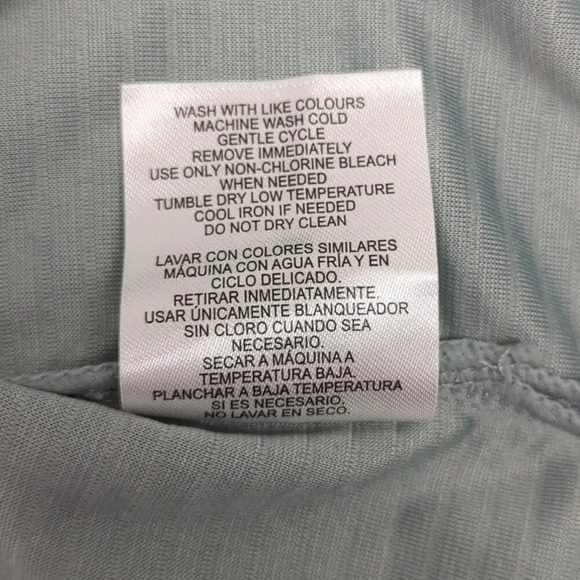 WASH WITH LIKE COLOURS
MACHINE WASH COLD
GENTLE CYCLE
REMOVE IMMEDIATELY
USE ONLY NON-CHLORINE BLEACH
WHEN NEEDED
TUMBLE DRY LOW TEMPERATURE
COOL IRON IF NEEDED
DO NOT DRY CLEAN
LAVAR CON COLORES SIMILARES
MÁQUINA CON AGUA FRÍA Y EN
CICLO DELICADO.
RETIRAR INMEDIATAMENTE.
USAR ÚNICAMENTE BLANQUEADOR
SIN CLORO CUANDO SEA
NECESARIO.
SECAR A MÁQUINA A
TEMPERATURA BAJA.
PLANCHAR A BAJA TEMPERATURA
SI ES NECESARIO.
NO LAVAR EN SECO.